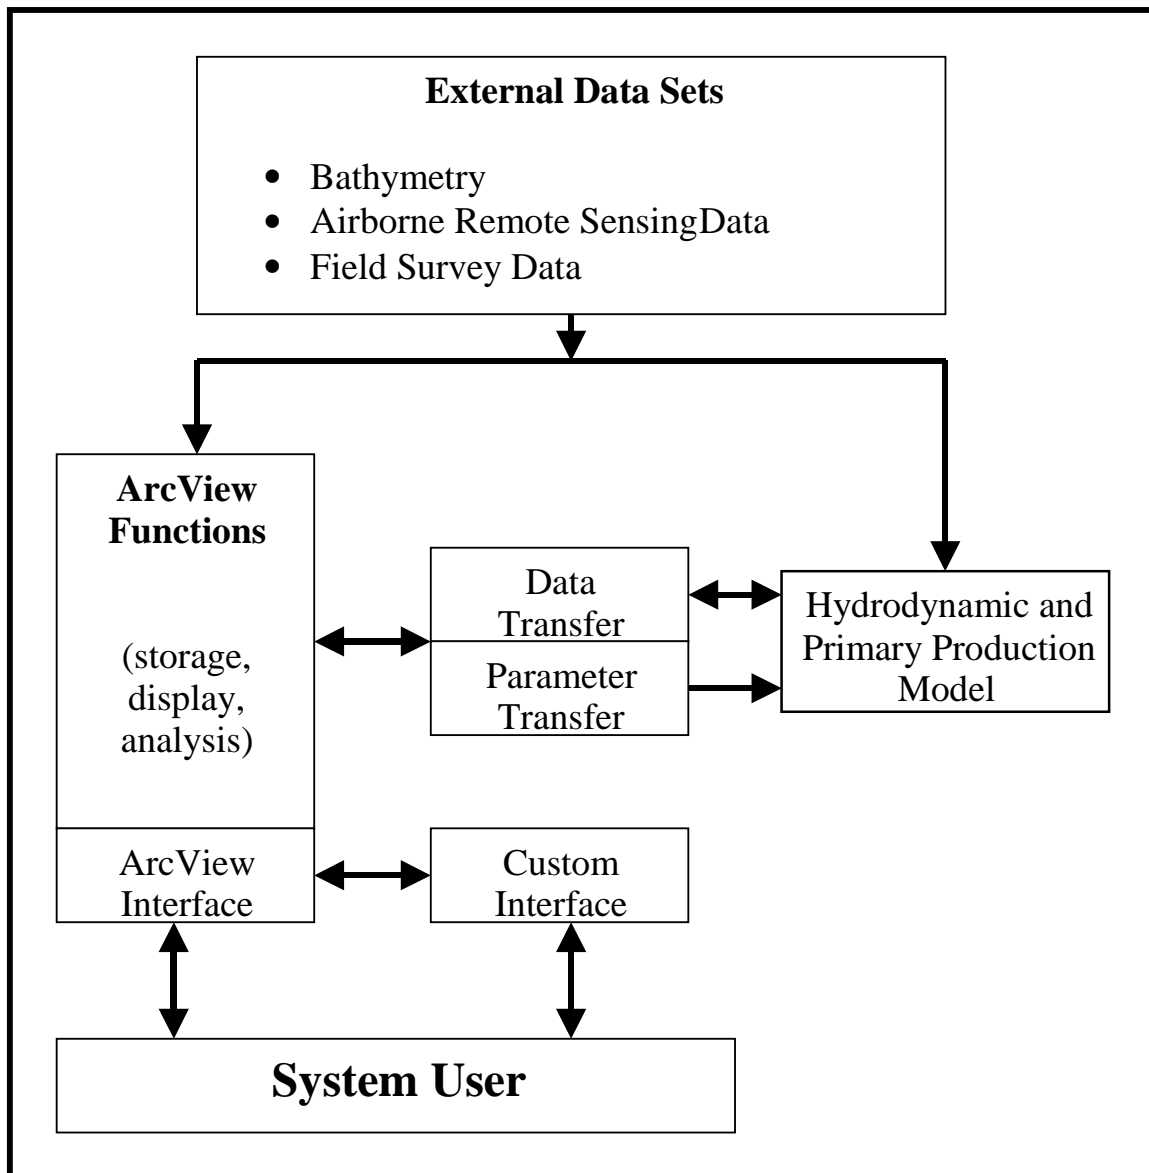 External Data Sets
• Bathymetry
• Airborne Remote SensingData
• Field Survey Data
ArcView
Functions
(storage,
display,
analysis)
Data
Transfer
Parameter
Transfer
Hydrodynamic and
Primary Production
Model
ArcView
Interface
Custom
Interface
System User